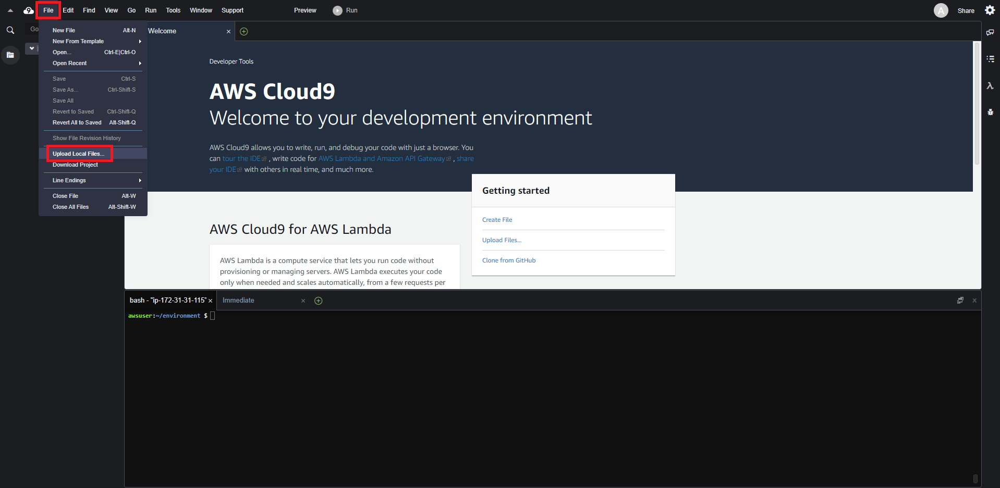 9 File Edit Find View Go Run Tools Window Support Preview Run A Share
Go
New File Alt-N
New From Template
Open... Ctrl-E|Ctrl-O
Open Recent
Save Ctrl-S
Save As... Ctrl-Shift-S
Save All
Revert to Saved Ctrl-Shift-Q
Revert All to Saved Alt-Shift-Q
Show File Revision History
Upload Local Files...
Download Project
Line Endings
Close File Alt-W
Close All Files Alt-Shift-W
Welcome
Developer Tools
AWS Cloud9
Welcome to your development environment
AWS Cloud9 allows you to write, run, and debug your code with just a browser. You
can tour the IDE , write code for AWS Lambda and Amazon API Gateway , share
your IDE with others in real time, and much more.
Getting started
Create File
Upload Files...
Clone from GitHub
AWS Cloud9 for AWS Lambda
AWS Lambda is a compute service that lets you run code without
provisioning or managing servers. AWS Lambda executes your code
only when needed and scales automatically, from a few requests per
bash - "ip-172-31-31-115" Immediate
awsuser:~/environment $